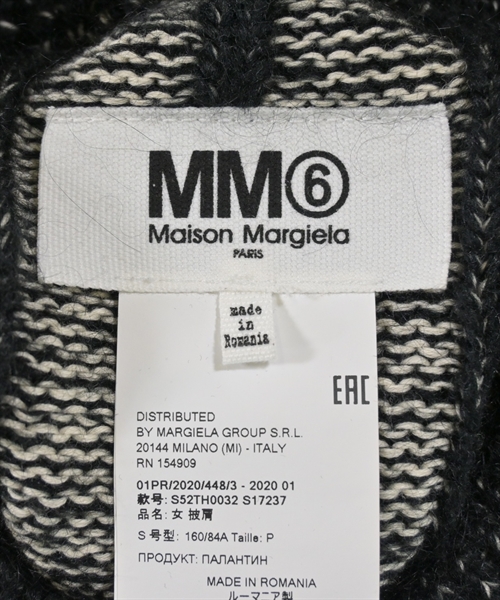 MM⑥
Maison Margiela
PARIS
made
in
Romania
EAC
DISTRIBUTED
BY MARGIELA GROUP S.R.L.
20144 MILANO (MI) - ITALY
RN 154909
01PR/2020/448/3 - 2020 01
款号: S52TH0032 S17237
品名: 女 披肩
S 号型: 160/84A Taille: P
ПРОДУКТ: ПАЛАНТИН
MADE IN ROMANIA
ルーマニア製